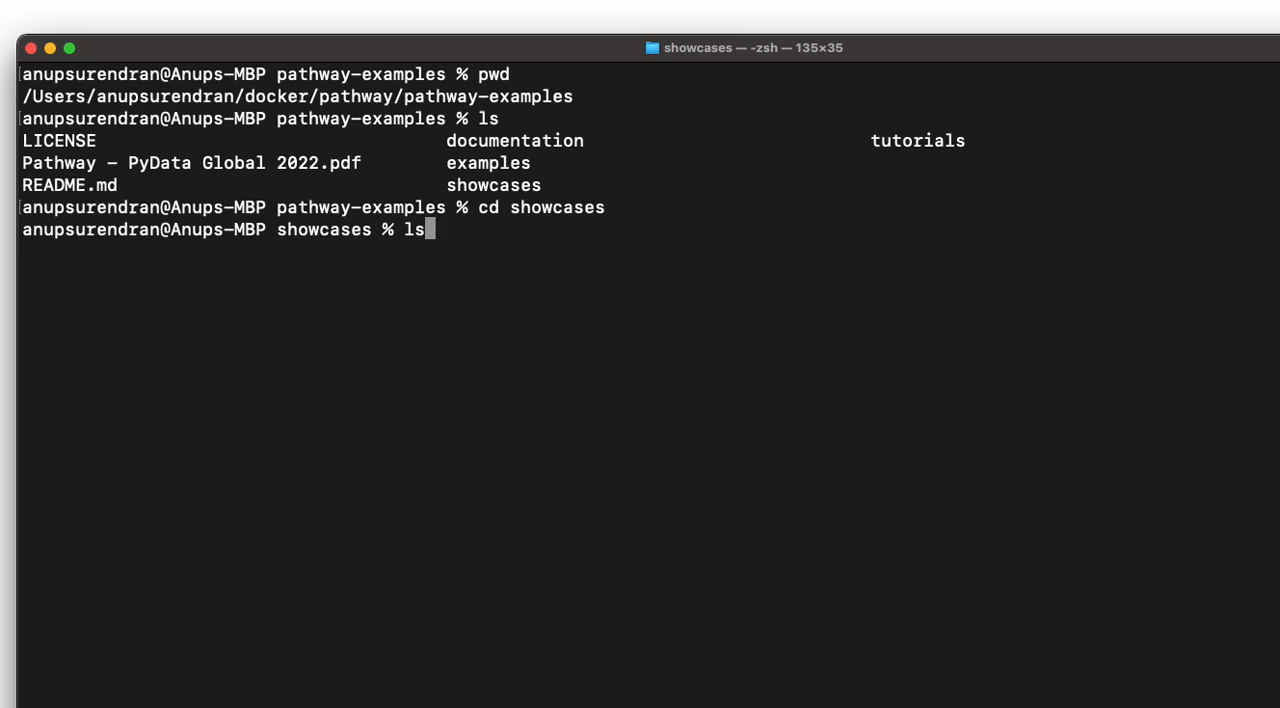 showcases — -zsh — 135×35
anupsurendran@Anups-MBP pathway-examples % pwd
/Users/anupsurendran/docker/pathway/pathway-examples
anupsurendran@Anups-MBP pathway-examples % ls
LICENSE documentation tutorials
Pathway – PyData Global 2022.pdf examples
README.md showcases
anupsurendran@Anups-MBP pathway-examples % cd showcases
anupsurendran@Anups-MBP showcases % ls